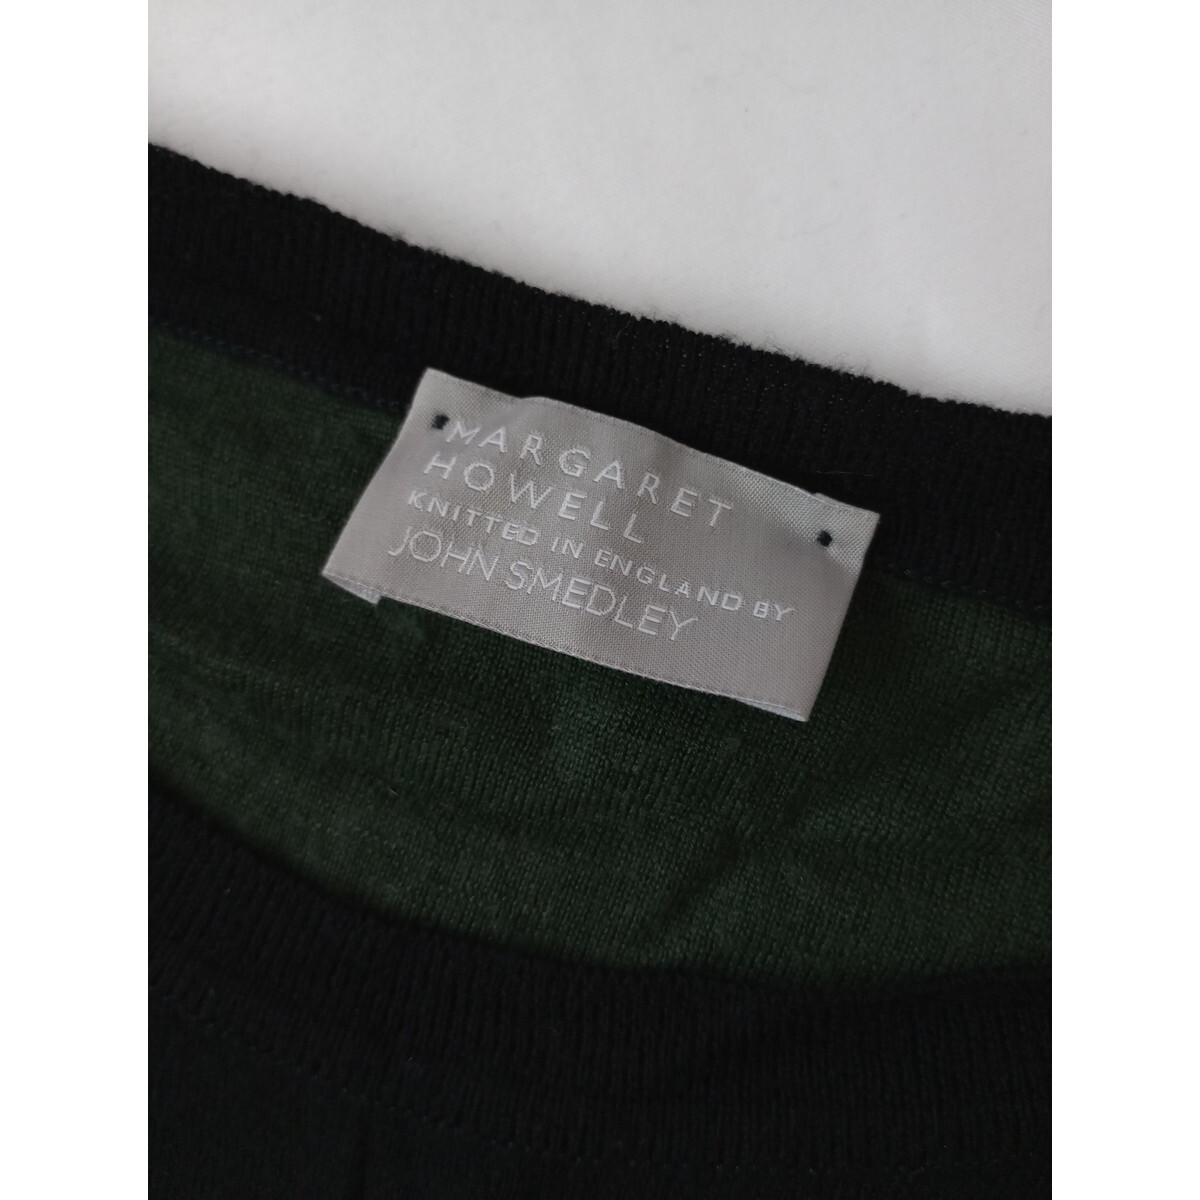 MARGARET
HOWELL
KNITTED IN ENGLAND BY
JOHN SMEDLEY